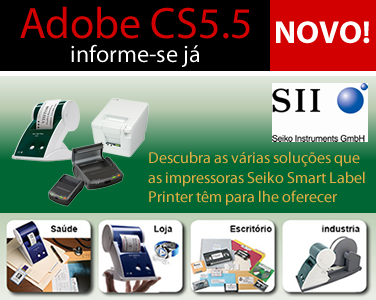 Adobe CS5.5
informe-se já
NOVO!
SII
Seiko Instruments GmbH
Descubra as várias soluções que
as impressoras Seiko Smart Label
Printer têm para lhe oferecer
Saúde
Loja
Escritório
industria